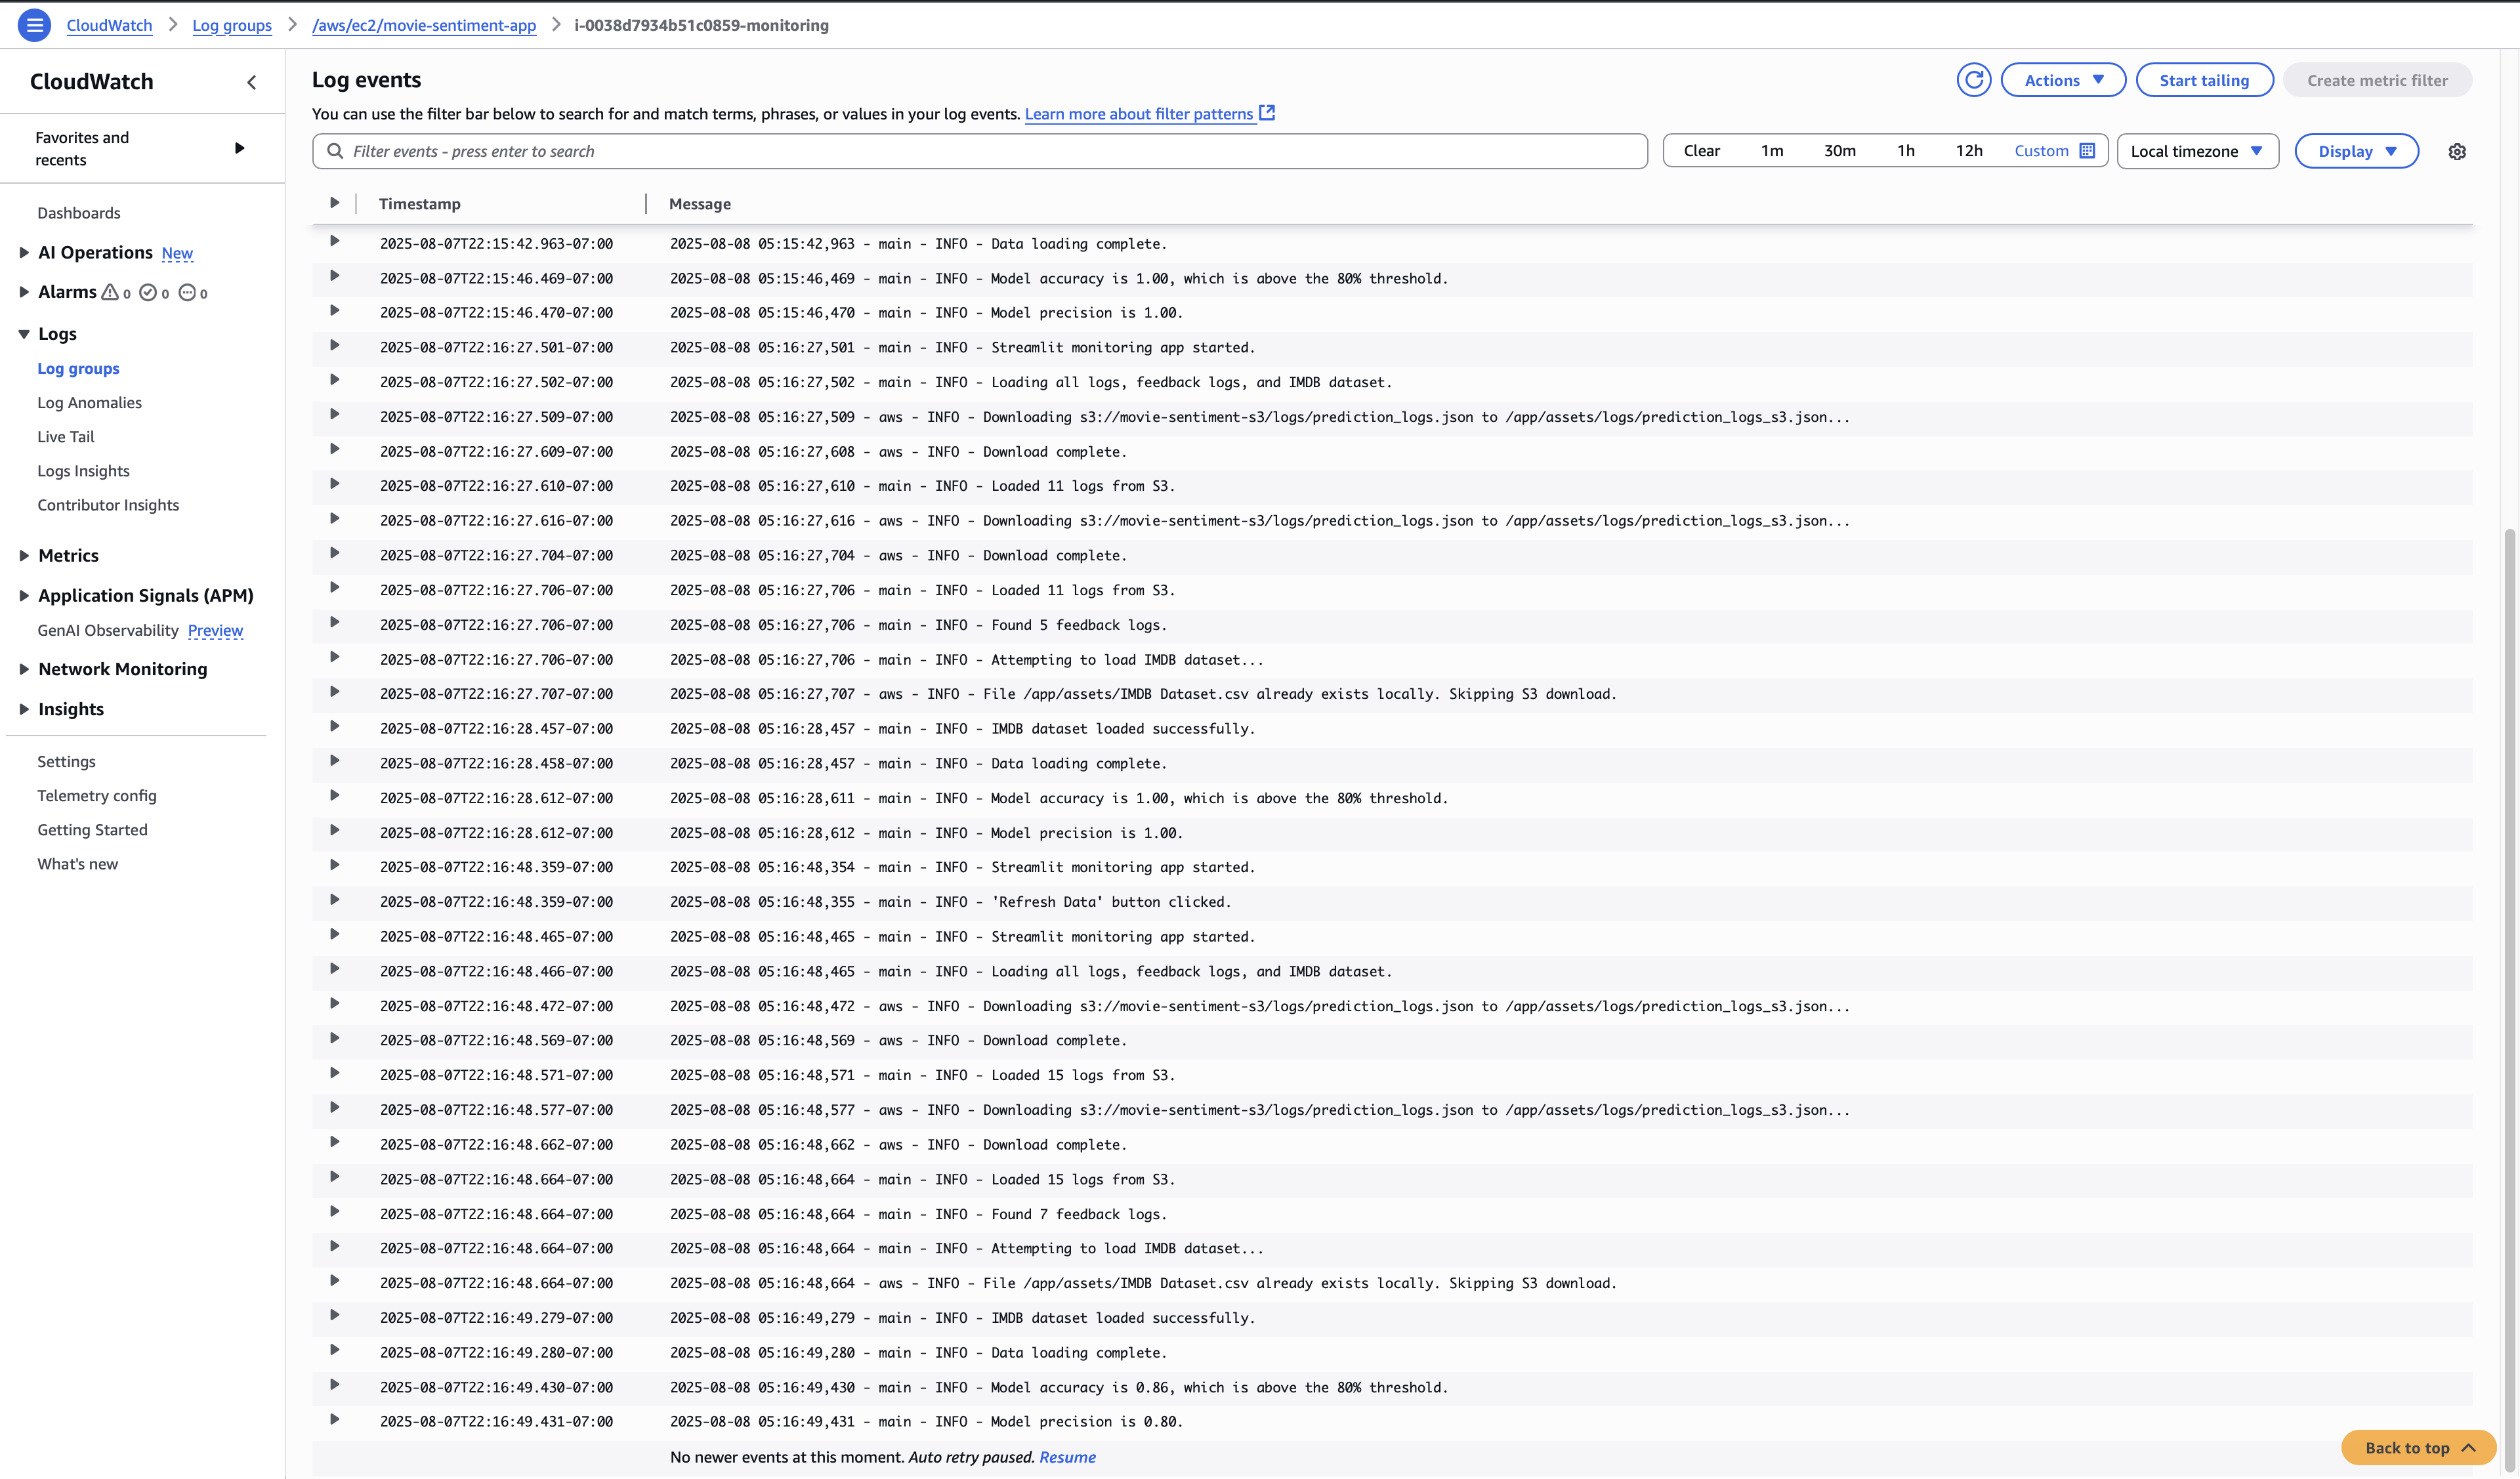 CloudWatch > Log groups > /aws/ec2/movie-sentiment-app > i-0038d7934b51c0859-monitoring
CloudWatch
Favorites and
recents
Dashboards
AI Operations New
Alarms 0 0 0
Logs
Log groups
Log Anomalies
Live Tail
Logs Insights
Contributor Insights
Metrics
Application Signals (APM)
GenAI Observability Preview
Network Monitoring
Insights
Settings
Telemetry config
Getting Started
What's new
Log events
Actions Start tailing Create metric filter
You can use the filter bar below to search for and match terms, phrases, or values in your log events. Learn more about filter patterns
Filter events - press enter to search
Clear 1m 30m 1h 12h Custom Local timezone Display
Timestamp Message
2025-08-07T22:15:42.963-07:00 2025-08-08 05:15:42,963 - main - INFO - Data loading complete.
2025-08-07T22:15:46.469-07:00 2025-08-08 05:15:46,469 - main - INFO - Model accuracy is 1.00, which is above the 80% threshold.
2025-08-07T22:15:46.470-07:00 2025-08-08 05:15:46,470 - main - INFO - Model precision is 1.00.
2025-08-07T22:16:27.501-07:00 2025-08-08 05:16:27,501 - main - INFO - Streamlit monitoring app started.
2025-08-07T22:16:27.502-07:00 2025-08-08 05:16:27,502 - main - INFO - Loading all logs, feedback logs, and IMDB dataset.
2025-08-07T22:16:27.509-07:00 2025-08-08 05:16:27,509 - aws - INFO - Downloading s3://movie-sentiment-s3/logs/prediction_logs.json to /app/assets/logs/prediction_logs_s3.json...
2025-08-07T22:16:27.609-07:00 2025-08-08 05:16:27,608 - aws - INFO - Download complete.
2025-08-07T22:16:27.610-07:00 2025-08-08 05:16:27,610 - main - INFO - Loaded 11 logs from S3.
2025-08-07T22:16:27.616-07:00 2025-08-08 05:16:27,616 - aws - INFO - Downloading s3://movie-sentiment-s3/logs/prediction_logs.json to /app/assets/logs/prediction_logs_s3.json...
2025-08-07T22:16:27.704-07:00 2025-08-08 05:16:27,704 - aws - INFO - Download complete.
2025-08-07T22:16:27.706-07:00 2025-08-08 05:16:27,706 - main - INFO - Loaded 11 logs from S3.
2025-08-07T22:16:27.706-07:00 2025-08-08 05:16:27,706 - main - INFO - Found 5 feedback logs.
2025-08-07T22:16:27.706-07:00 2025-08-08 05:16:27,706 - main - INFO - Attempting to load IMDB dataset...
2025-08-07T22:16:27.707-07:00 2025-08-08 05:16:27,707 - aws - INFO - File /app/assets/IMDB Dataset.csv already exists locally. Skipping S3 download.
2025-08-07T22:16:28.457-07:00 2025-08-08 05:16:28,457 - main - INFO - IMDB dataset loaded successfully.
2025-08-07T22:16:28.458-07:00 2025-08-08 05:16:28,457 - main - INFO - Data loading complete.
2025-08-07T22:16:28.612-07:00 2025-08-08 05:16:28,611 - main - INFO - Model accuracy is 1.00, which is above the 80% threshold.
2025-08-07T22:16:28.612-07:00 2025-08-08 05:16:28,612 - main - INFO - Model precision is 1.00.
2025-08-07T22:16:48.359-07:00 2025-08-08 05:16:48,354 - main - INFO - Streamlit monitoring app started.
2025-08-07T22:16:48.359-07:00 2025-08-08 05:16:48,355 - main - INFO - 'Refresh Data' button clicked.
2025-08-07T22:16:48.465-07:00 2025-08-08 05:16:48,465 - main - INFO - Streamlit monitoring app started.
2025-08-07T22:16:48.466-07:00 2025-08-08 05:16:48,465 - main - INFO - Loading all logs, feedback logs, and IMDB dataset.
2025-08-07T22:16:48.472-07:00 2025-08-08 05:16:48,472 - aws - INFO - Downloading s3://movie-sentiment-s3/logs/prediction_logs.json to /app/assets/logs/prediction_logs_s3.json...
2025-08-07T22:16:48.569-07:00 2025-08-08 05:16:48,569 - aws - INFO - Download complete.
2025-08-07T22:16:48.571-07:00 2025-08-08 05:16:48,571 - main - INFO - Loaded 15 logs from S3.
2025-08-07T22:16:48.577-07:00 2025-08-08 05:16:48,577 - aws - INFO - Downloading s3://movie-sentiment-s3/logs/prediction_logs.json to /app/assets/logs/prediction_logs_s3.json...
2025-08-07T22:16:48.662-07:00 2025-08-08 05:16:48,662 - aws - INFO - Download complete.
2025-08-07T22:16:48.664-07:00 2025-08-08 05:16:48,664 - main - INFO - Loaded 15 logs from S3.
2025-08-07T22:16:48.664-07:00 2025-08-08 05:16:48,664 - main - INFO - Found 7 feedback logs.
2025-08-07T22:16:48.664-07:00 2025-08-08 05:16:48,664 - main - INFO - Attempting to load IMDB dataset...
2025-08-07T22:16:48.664-07:00 2025-08-08 05:16:48,664 - aws - INFO - File /app/assets/IMDB Dataset.csv already exists locally. Skipping S3 download.
2025-08-07T22:16:49.279-07:00 2025-08-08 05:16:49,279 - main - INFO - IMDB dataset loaded successfully.
2025-08-07T22:16:49.280-07:00 2025-08-08 05:16:49,280 - main - INFO - Data loading complete.
2025-08-07T22:16:49.430-07:00 2025-08-08 05:16:49,430 - main - INFO - Model accuracy is 0.86, which is above the 80% threshold.
2025-08-07T22:16:49.431-07:00 2025-08-08 05:16:49,431 - main - INFO - Model precision is 0.80.
No newer events at this moment. Auto retry paused. Resume
Back to top